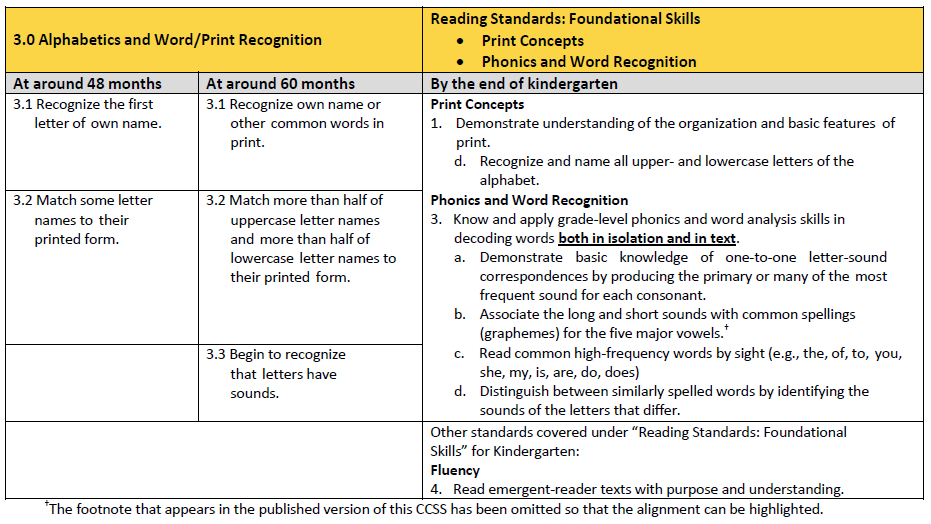 3.0 Alphabetics and Word/Print Recognition
Reading Standards: Foundational Skills
• Print Concepts
• Phonics and Word Recognition
At around 48 months
At around 60 months
By the end of kindergarten
3.1 Recognize the first
letter of own name.
3.1 Recognize own name or
other common words in
print.
Print Concepts
1. Demonstrate understanding of the organization and basic features of
print.
d. Recognize and name all upper- and lowercase letters of the
alphabet.
3.2 Match some letter
names to their
printed form.
3.2 Match more than half of
uppercase letter names
and more than half of
lowercase letter names to
their printed form.
Phonics and Word Recognition
3. Know and apply grade-level phonics and word analysis skills in
decoding words both in isolation and in text.
a. Demonstrate basic knowledge of one-to-one letter-sound
correspondences by producing the primary or many of the most
frequent sound for each consonant.
b. Associate the long and short sounds with common spellings
(graphemes) for the five major vowels.†
c. Read common high-frequency words by sight (e.g., the, of, to, you,
she, my, is, are, do, does)
d. Distinguish between similarly spelled words by identifying the
sounds of the letters that differ.
3.3 Begin to recognize
that letters have
sounds.
Other standards covered under “Reading Standards: Foundational
Skills” for Kindergarten:
Fluency
4. Read emergent-reader texts with purpose and understanding.
†The footnote that appears in the published version of this CCSS has been omitted so that the alignment can be highlighted.